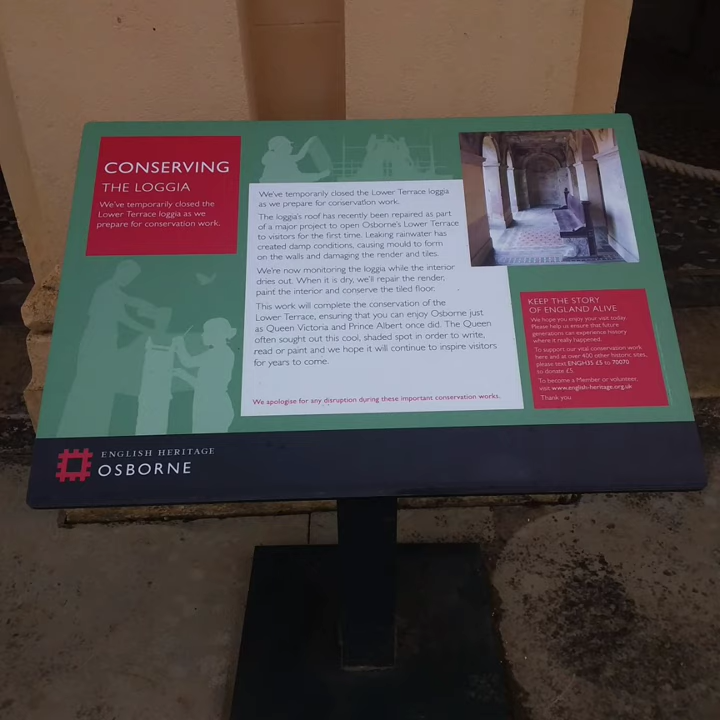 CONSERVING
THE LOGGIA
We've temporarily closed the
Lower Terrace loggia as we
prepare for conservation work.
We've temporarily closed the Lower Terrace loggia
as we prepare for conservation work.
The loggia's roof has recently been repaired as part
of a major project to open Osborne's Lower Terrace
to visitors for the first time. Leaking rainwater has
created damp conditions, causing mould to form
on the walls and damaging the render and tiles.
We're now monitoring the loggia while the interior
dries out. When it is dry, we'll repair the render,
paint the interior and conserve the tiled floor.
This work will complete the conservation of the
Lower Terrace, ensuring that you can enjoy Osborne just
as Queen Victoria and Prince Albert once did. The Queen
often sought out this cool, shaded spot in order to write,
read or paint and we hope it will continue to inspire visitors
for years to come.
We apologise for any disruption during these important conservation works.
KEEP THE STORY
OF ENGLAND ALIVE
We hope you enjoy your visit today.
Please help us ensure that future
generations can experience history
where it really happened.
To support our vital conservation work
here and at over 400 other historic sites,
please text ENGH35 £5 to 70070
to donate £5.
To become a Member or volunteer,
visit www.english-heritage.org.uk
Thank you
ENGLISH HERITAGE
OSBORNE